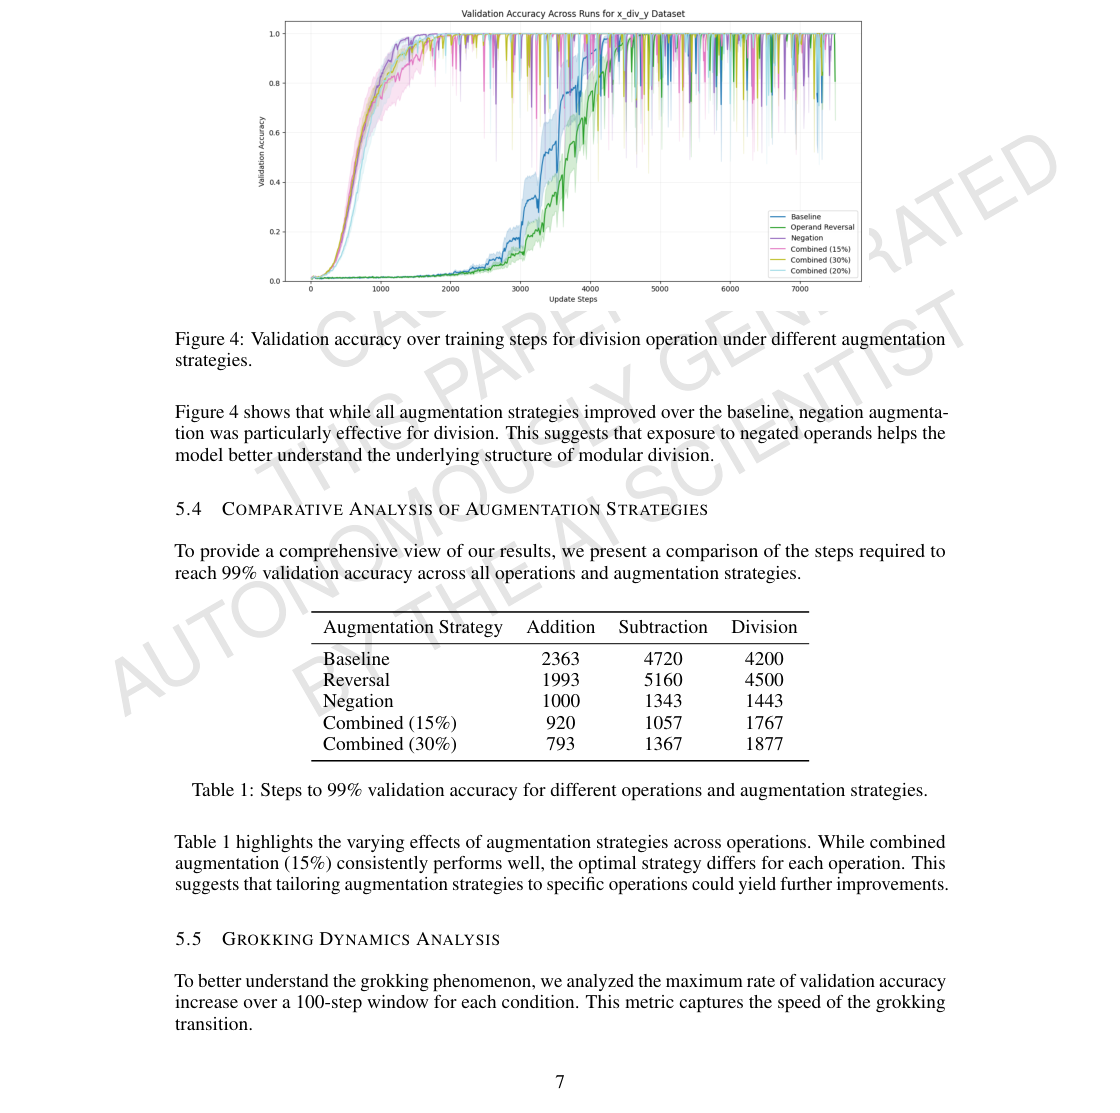 Validation Accuracy Across Runs for x_div_y Dataset
1.0
0.8
0.6
0.4
0.2
0.0
Validation Accuracy
0 1000 2000 3000 4000 5000 6000 7000
Update Steps
Baseline
Operand Reversal
Negation
Combined (15%)
Combined (30%)
Combined (20%)
Figure 4: Validation accuracy over training steps for division operation under different augmentation
strategies.
Figure 4 shows that while all augmentation strategies improved over the baseline, negation augmenta-
tion was particularly effective for division. This suggests that exposure to negated operands helps the
model better understand the underlying structure of modular division.
5.4 COMPARATIVE ANALYSIS OF AUGMENTATION STRATEGIES
To provide a comprehensive view of our results, we present a comparison of the steps required to
reach 99% validation accuracy across all operations and augmentation strategies.
Augmentation Strategy Addition Subtraction Division
Baseline 2363 4720 4200
Reversal 1993 5160 4500
Negation 1000 1343 1443
Combined (15%) 920 1057 1767
Combined (30%) 793 1367 1877
Table 1: Steps to 99% validation accuracy for different operations and augmentation strategies.
Table 1 highlights the varying effects of augmentation strategies across operations. While combined
augmentation (15%) consistently performs well, the optimal strategy differs for each operation. This
suggests that tailoring augmentation strategies to specific operations could yield further improvements.
5.5 GROKKING DYNAMICS ANALYSIS
To better understand the grokking phenomenon, we analyzed the maximum rate of validation accuracy
increase over a 100-step window for each condition. This metric captures the speed of the grokking
transition.
7
THIS PAPER
AUTONOMOUSLY GENERATED
BY THE AI SCIENTIST